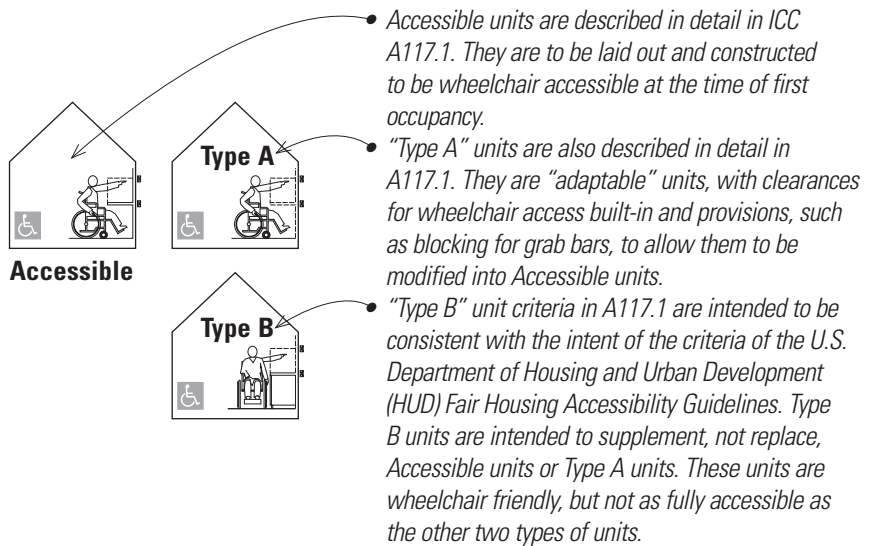 • Accessible units are described in detail in ICC
A117.1. They are to be laid out and constructed
to be wheelchair accessible at the time of first
occupancy.
• “Type A” units are also described in detail in
A117.1. They are “adaptable” units, with clearances
for wheelchair access built-in and provisions, such
as blocking for grab bars, to allow them to be
modified into Accessible units.
• “Type B” unit criteria in A117.1 are intended to be
consistent with the intent of the criteria of the U.S.
Department of Housing and Urban Development
(HUD) Fair Housing Accessibility Guidelines. Type
B units are intended to supplement, not replace,
Accessible units or Type A units. These units are
wheelchair friendly, but not as fully accessible as
the other two types of units.
Accessible
Type A
Type B